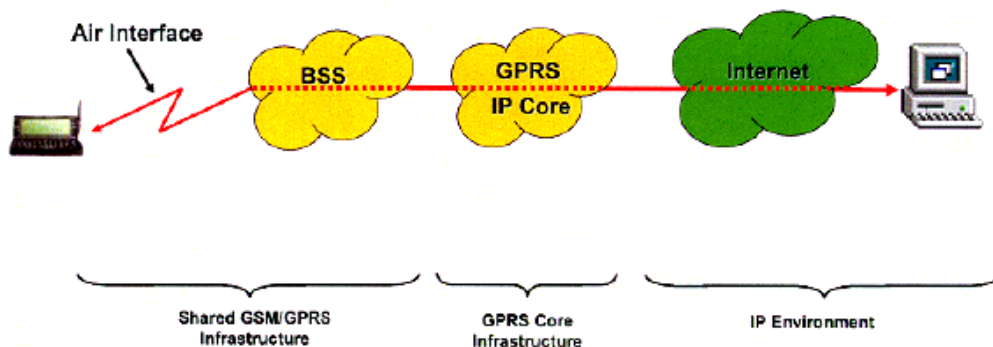 Air Interface
BSS
GPRS
IP Core
Internet
Shared GSM/GPRS
Infrastructure
GPRS Core
Infrastructure
IP Environment